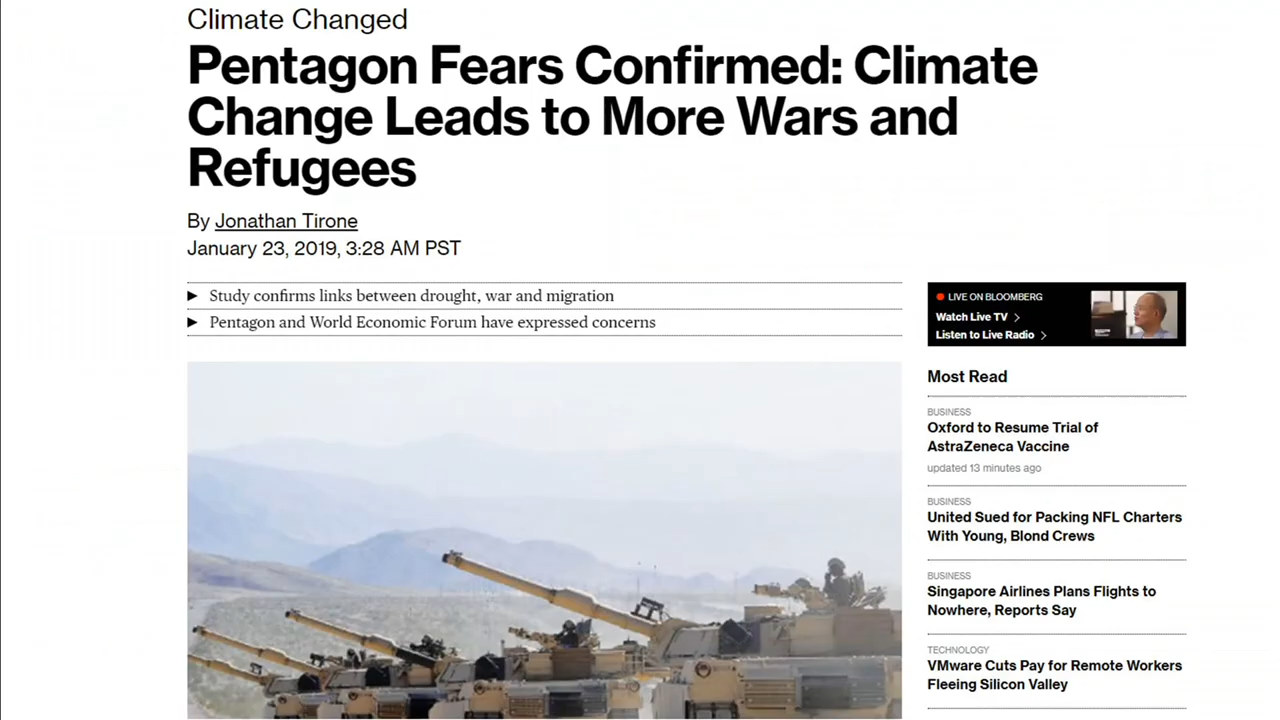 Climate Changed
Pentagon Fears Confirmed: Climate
Change Leads to More Wars and
Refugees
By Jonathan Tirone
January 23, 2019, 3:28 AM PST
Study confirms links between drought, war and migration
Pentagon and World Economic Forum have expressed concerns
LIVE ON BLOOMBERG
Watch Live TV
Listen to Live Radio
Most Read
BUSINESS
Oxford to Resume Trial of
AstraZeneca Vaccine
updated 13 minutes ago
BUSINESS
United Sued for Packing NFL Charters
With Young, Blond Crews
BUSINESS
Singapore Airlines Plans Flights to
Nowhere, Reports Say
TECHNOLOGY
VMware Cuts Pay for Remote Workers
Fleeing Silicon Valley